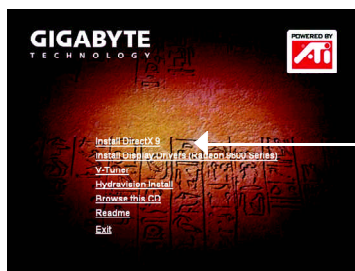 GIGABYTE
TECHNOLOGY
POWERED BY
ATi
Install DirectX 9
Install Display Drivers (Radeon 9600 Series)
V-Tuner
Hydravision Install
Browse this CD
Readme
Exit